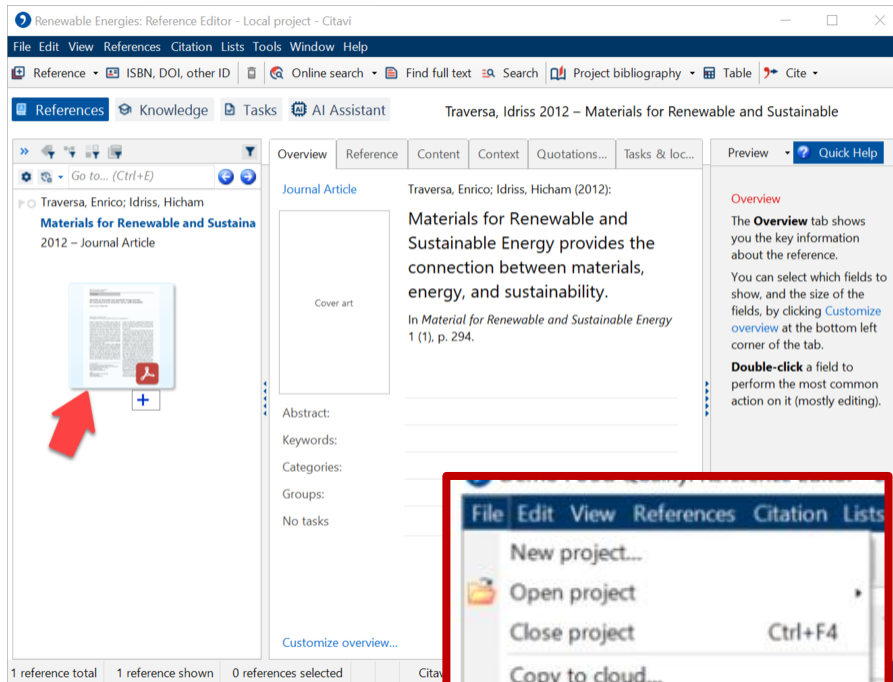 Renewable Energies: Reference Editor - Local project - Citavi
File Edit View References Citation Lists Tools Window Help
Reference ISBN, DOI, other ID Online search Find full text Search Project bibliography Table Cite
References Knowledge Tasks AI Assistant Traversa, Idriss 2012 – Materials for Renewable and Sustainable
Go to... (Ctrl+E)
Traversa, Enrico; Idriss, Hicham
Materials for Renewable and Sustaina
2012 – Journal Article
Overview Reference Content Context Quotations... Tasks & loc...
Journal Article
Traversa, Enrico; Idriss, Hicham (2012):
Cover art
Materials for Renewable and
Sustainable Energy provides the
connection between materials,
energy, and sustainability.
In Material for Renewable and Sustainable Energy
1 (1), p. 294.
Abstract:
Keywords:
Categories:
Groups:
No tasks
Customize overview...
Preview Quick Help
Overview
The Overview tab shows
you the key information
about the reference.
You can select which fields to
show, and the size of the
fields, by clicking Customize
overview at the bottom left
corner of the tab.
Double-click a field to
perform the most common
action on it (mostly editing).
File Edit View References Citation Lists
New project...
Open project
Close project Ctrl+F4
Copy to cloud...
1 reference total 1 reference shown 0 references selected Citav